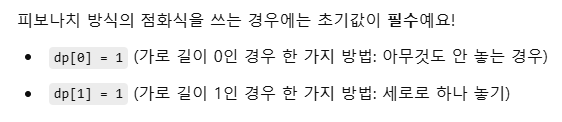 피보나치 방식의 점화식을 쓰는 경우에는 초기값이 필수예요!
• dp[0] = 1 (가로 길이 0인 경우 한 가지 방법: 아무것도 안 놓는 경우)
• dp[1] = 1 (가로 길이 1인 경우 한 가지 방법: 세로로 하나 놓기)